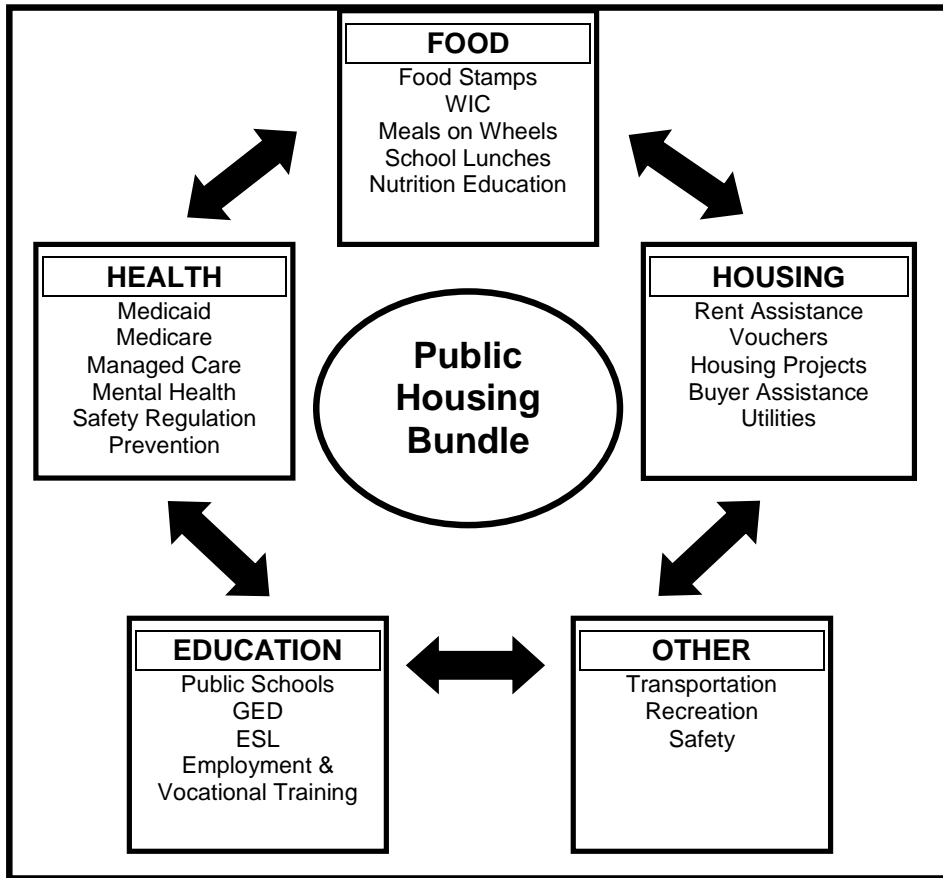 FOOD
Food Stamps
WIC
Meals on Wheels
School Lunches
Nutrition Education
HEALTH
Medicaid
Medicare
Managed Care
Mental Health
Safety Regulation
Prevention
Public
Housing
Bundle
HOUSING
Rent Assistance
Vouchers
Housing Projects
Buyer Assistance
Utilities
EDUCATION
Public Schools
GED
ESL
Employment &
Vocational Training
OTHER
Transportation
Recreation
Safety